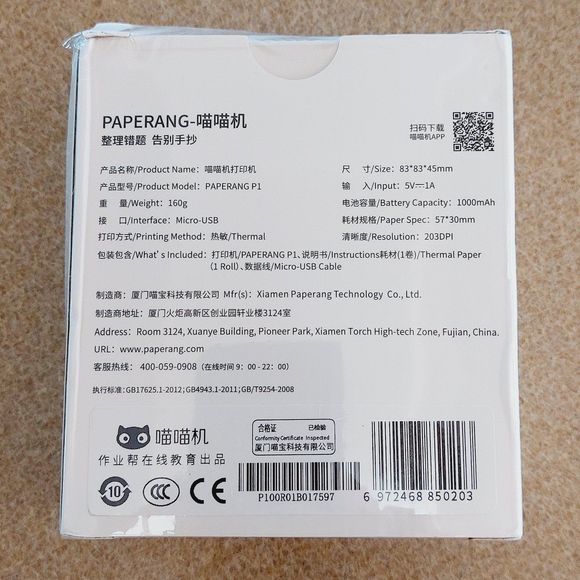 PAPERANG-喵喵机
整理错题 告别手抄
扫码下载
喵喵机APP
产品名称/Product Name: 喵喵机打印机
尺 寸/Size: 83*83*45mm
产品型号/Product Model: PAPERANG P1
输 入/Input: 5V⎓1A
重 量/Weight: 160g
电池容量/Battery Capacity: 1000mAh
接 口/Interface: Micro-USB
耗材规格/Paper Spec: 57*30mm
打印方式/Printing Method: 热敏/Thermal
清晰度/Resolution: 203DPI
包装包含/What's Included: 打印机/PAPERANG P1、说明书/Instructions耗材(1卷)/Thermal Paper
(1 Roll)、数据线/Micro-USB Cable
制造商: 厦门喵宝科技有限公司 Mfr(s): Xiamen Paperang Technology Co., Ltd.
制造商地址: 厦门火炬高新区创业园轩业楼3124室
Address: Room 3124, Xuanye Building, Pioneer Park, Xiamen Torch High-tech Zone, Fujian, China.
URL: www.paperang.com
客服热线: 400-059-0908 (在线时间 9:00-22:00)
执行标准:GB17625.1-2012;GB4943.1-2011;GB/T9254-2008
喵喵机
作业帮在线教育出品
合格证 已检验
Conformity Certificate Inspected
厦门喵宝科技有限公司
10 CCC CE
P100R01B017597
6 972468 850203